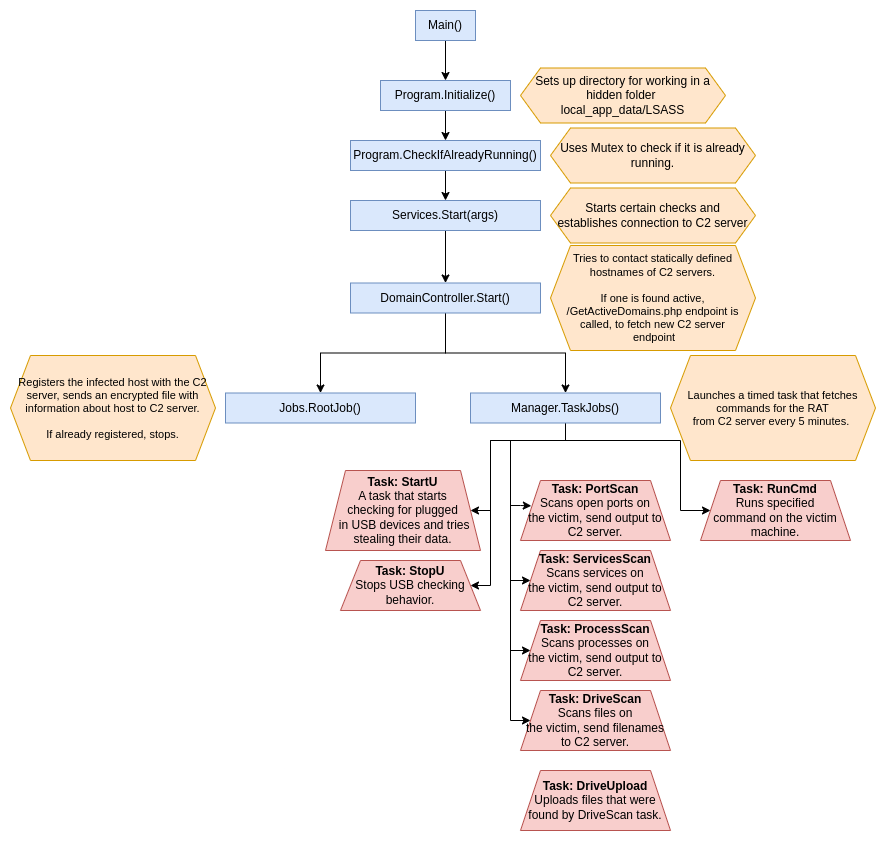 Main()
Program.Initialize()
Sets up directory for working in a
hidden folder
local_app_data/LSASS
Program.CheckIfAlreadyRunning()
Uses Mutex to check if it is already
running.
Services.Start(args)
Starts certain checks and
establishes connection to C2 server
DomainController.Start()
Tries to contact statically defined
hostnames of C2 servers.
If one is found active,
/GetActiveDomains.php endpoint is
called, to fetch new C2 server
endpoint
Registers the infected host with the C2
server, sends an encrypted file with
information about host to C2 server.
If already registered, stops.
Jobs.RootJob()
Manager.TaskJobs()
Launches a timed task that fetches
commands for the RAT
from C2 server every 5 minutes.
Task: StartU
A task that starts
checking for plugged
in USB devices and tries
stealing their data.
Task: StopU
Stops USB checking
behavior.
Task: PortScan
Scans open ports on
the victim, send output to
C2 server.
Task: ServicesScan
Scans services on
the victim, send output to
C2 server.
Task: ProcessScan
Scans processes on
the victim, send output to
C2 server.
Task: DriveScan
Scans files on
the victim, send filenames
to C2 server.
Task: DriveUpload
Uploads files that were
found by DriveScan task.
Task: RunCmd
Runs specified
command on the victim
machine.